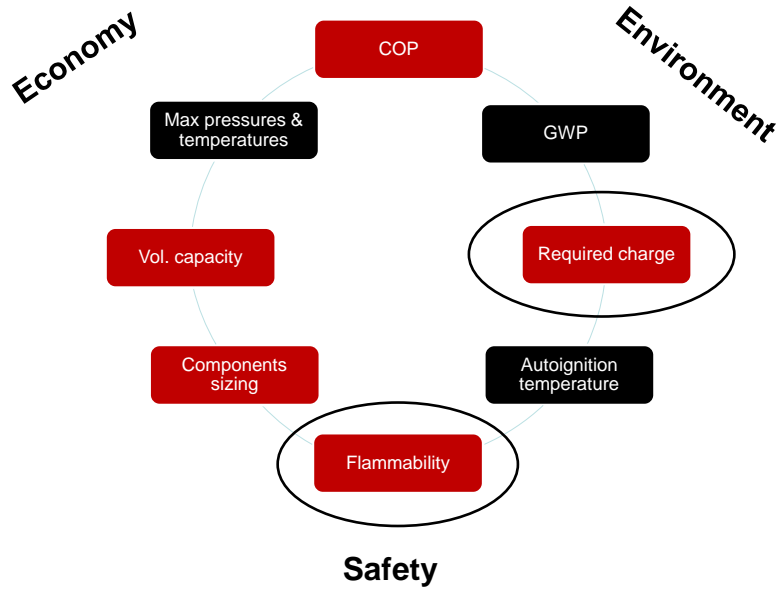 Economy
Environment
COP
Max pressures &
temperatures
GWP
Vol. capacity
Required charge
Components
sizing
Autoignition
temperature
Flammability
Safety